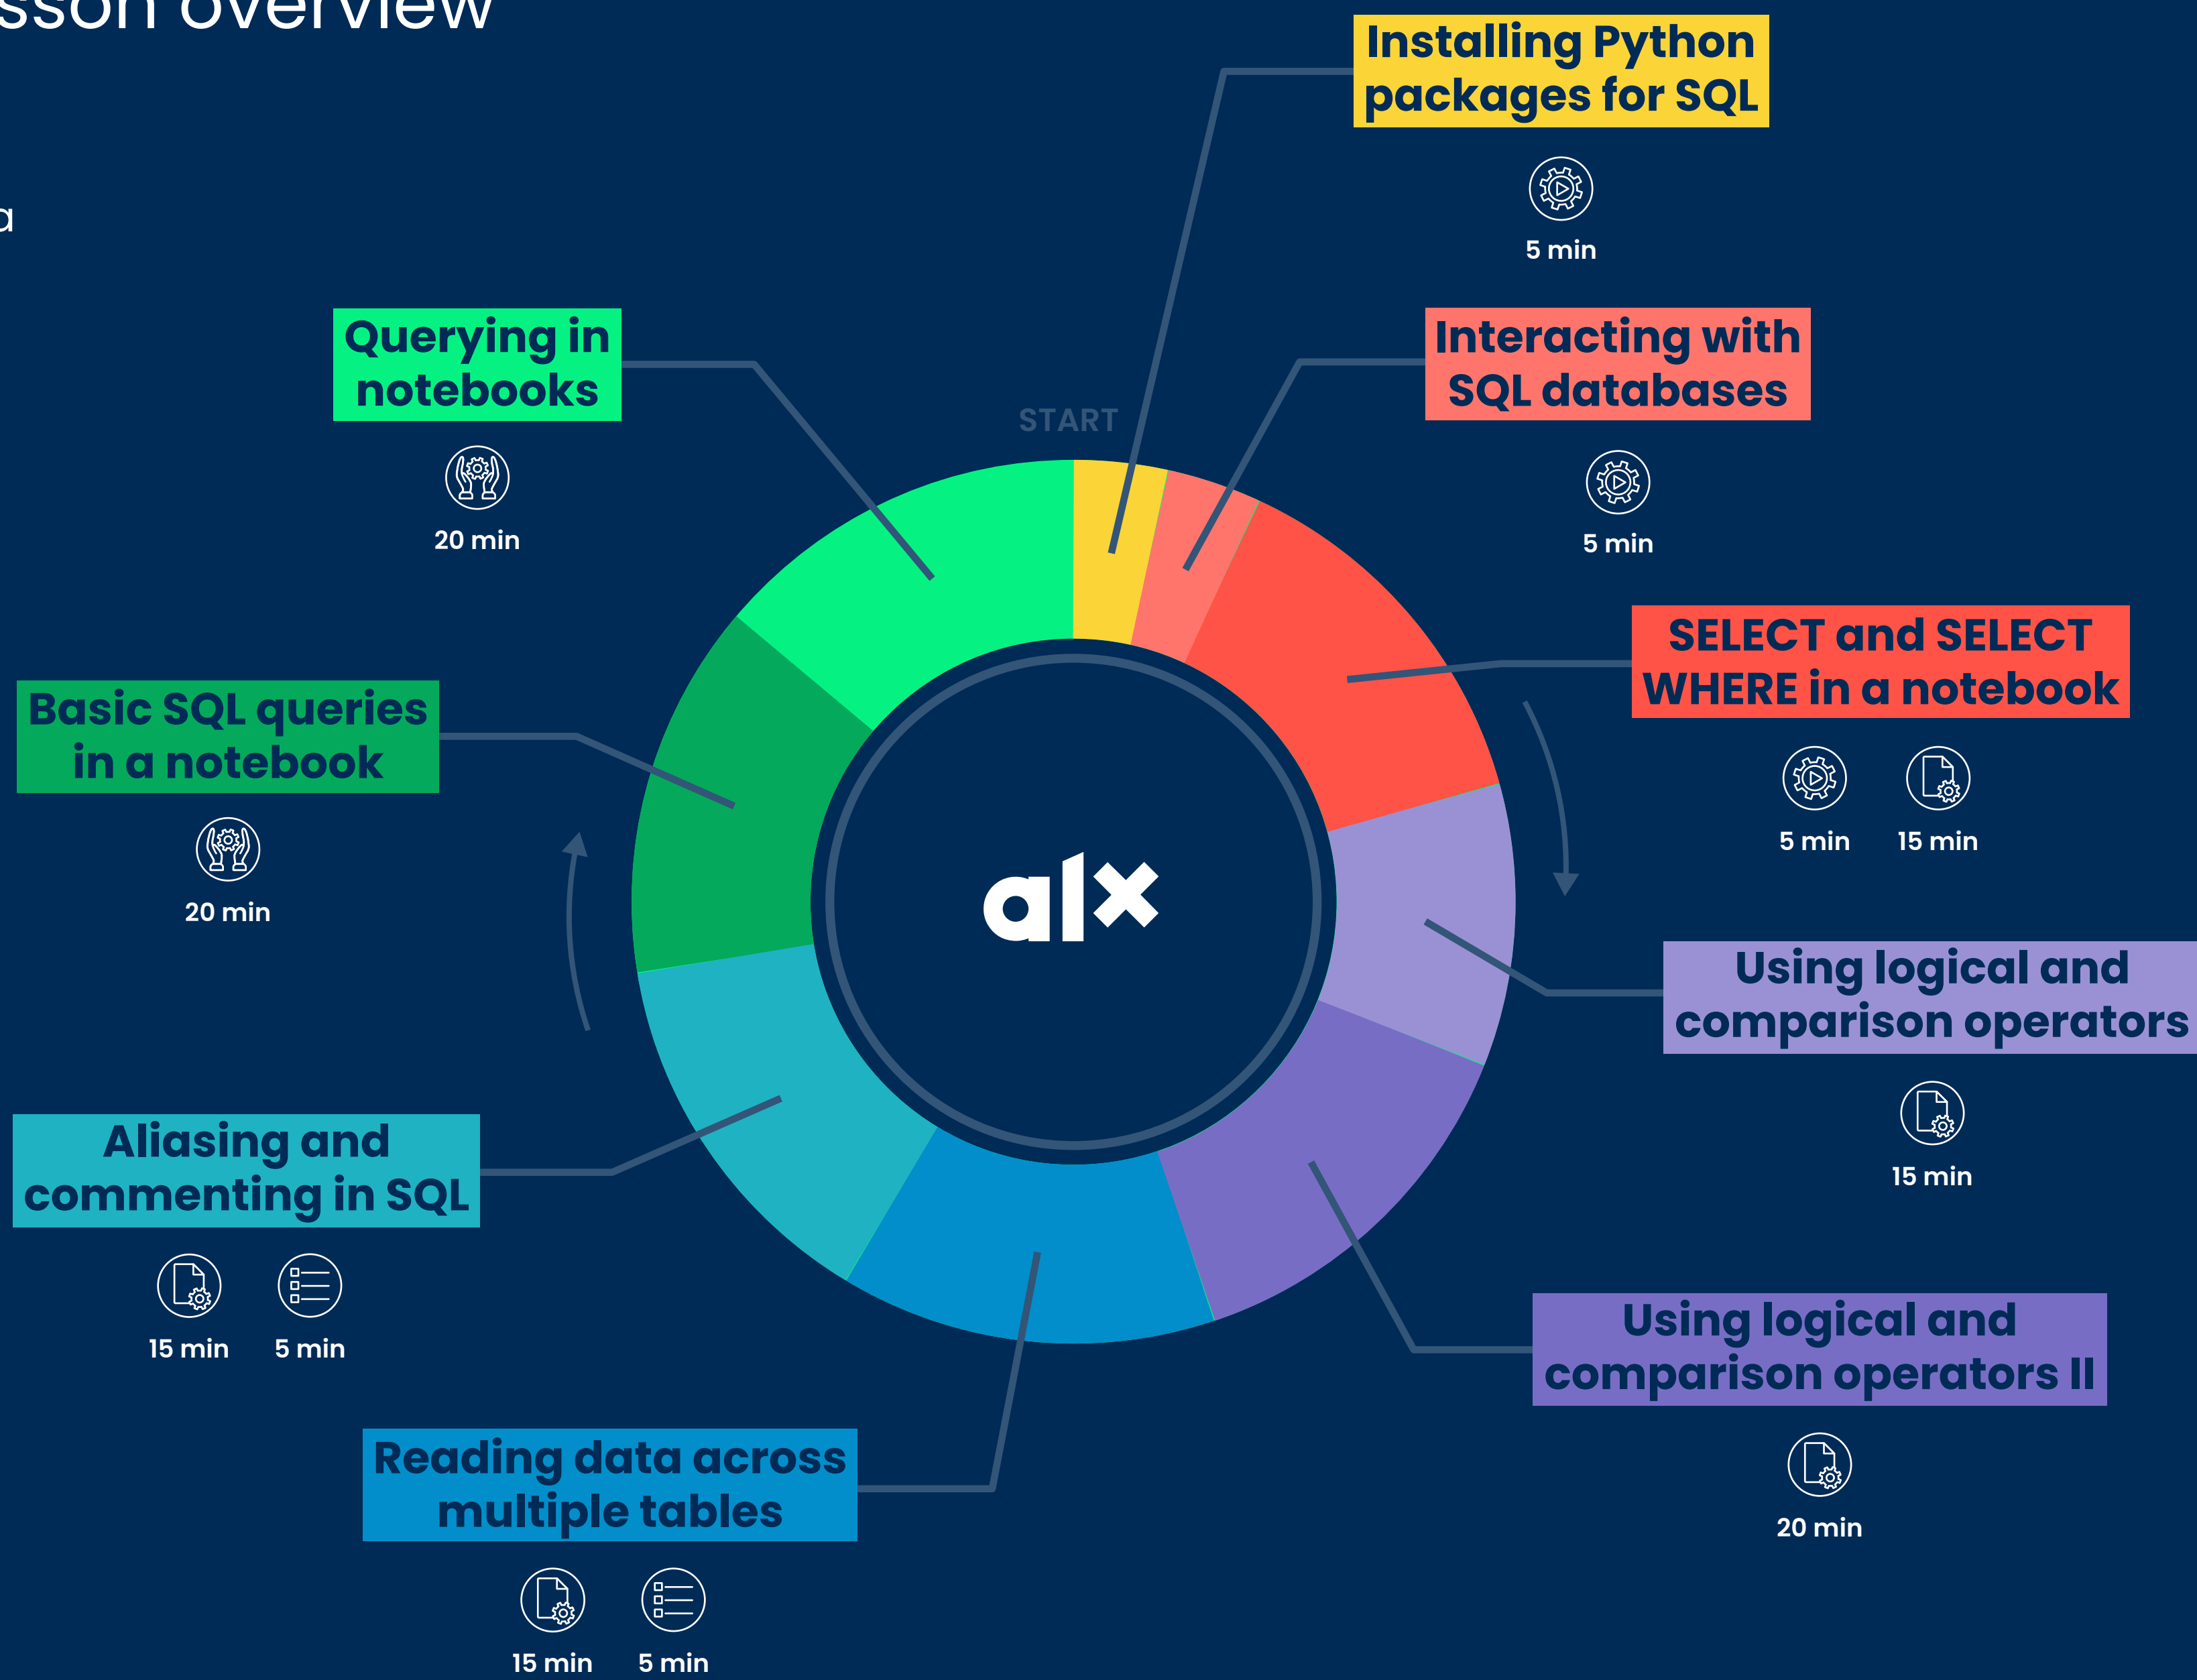 sson overview
a
Installing Python
packages for SQL
5 min
Interacting with
SQL databases
5 min
SELECT and SELECT
WHERE in a notebook
5 min 15 min
Using logical and
comparison operators
15 min
Using logical and
comparison operators II
20 min
Reading data across
multiple tables
15 min 5 min
Aliasing and
commenting in SQL
15 min 5 min
Basic SQL queries
in a notebook
20 min
Querying in
notebooks
20 min
START
alx